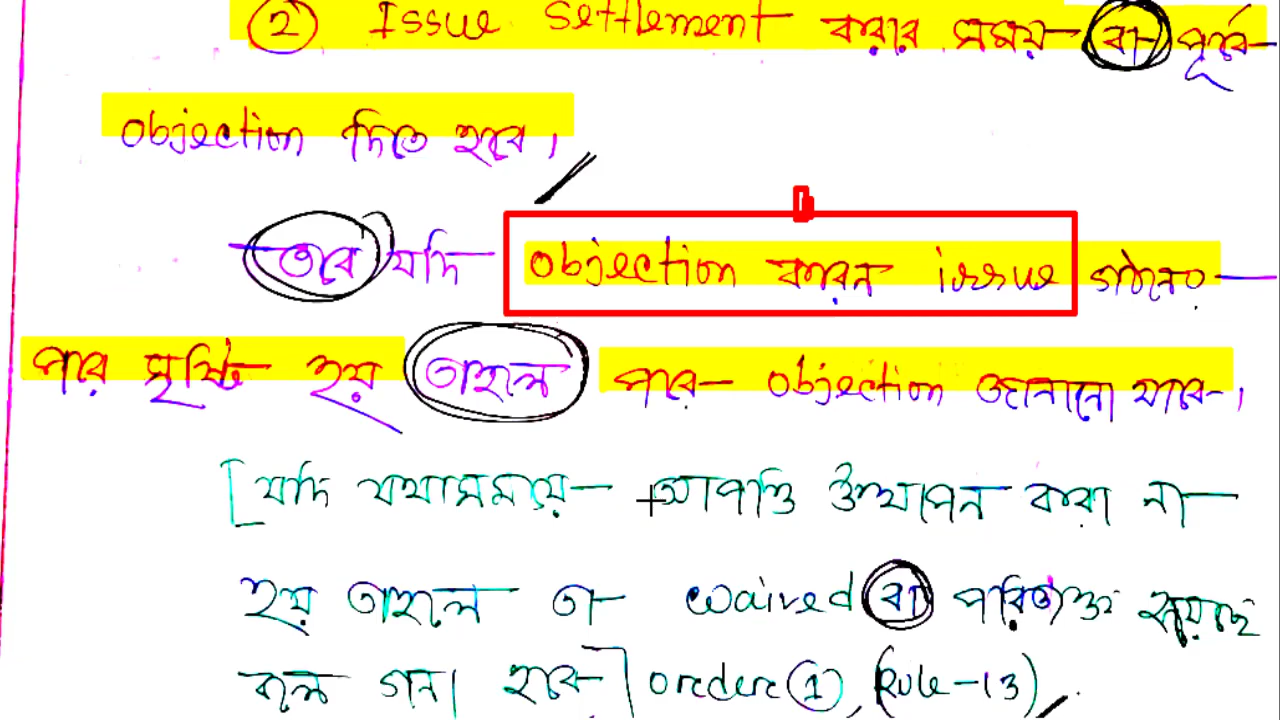 ② Issue Settlement করার সময় বা পূর্বে
objection দিতে হবে।
তবে যদি objection কারন issue গঠনের
পরে সৃষ্টি হয় তাহলে পরে objection জানানো যাবে।
[যদি যথাসময়ে আপত্তি উত্থাপন করা না
হয় তাহলে তা waived বা পরিত্যক্ত হয়েছে
বলে গন্য হবে] order (1), (Rule-13)